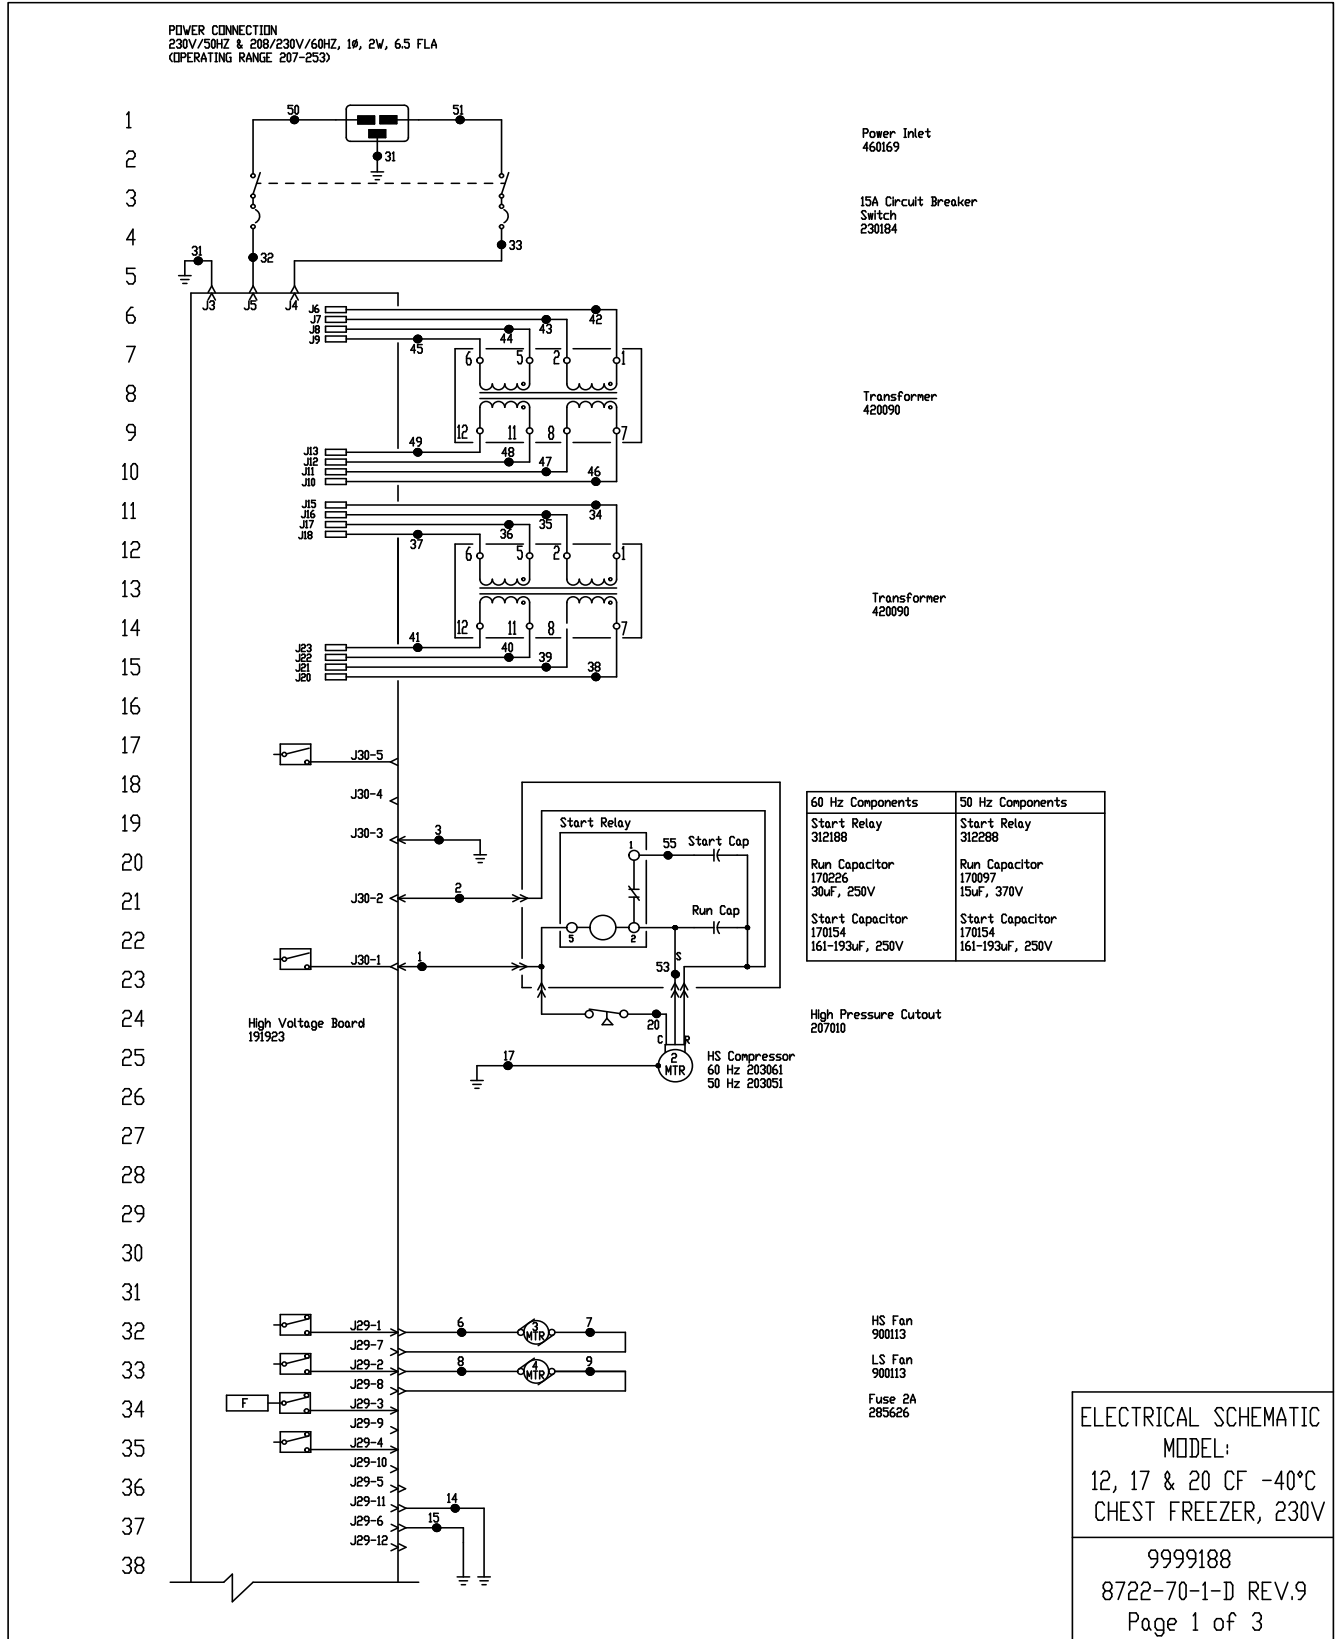 POWER CONNECTION
230V/50HZ & 208/230V/60HZ, 1ø, 2W, 6.5 FLA
(OPERATING RANGE 207-253)
1
50
51
Power Inlet
460169
2
31
3
15A Circuit Breaker
Switch
230184
4
31
32
33
5
J3
J5
J4
6
J6
J7
J8
J9
42
43
44
45
7
6
5
2
1
8
Transformer
420090
9
12
11
8
7
49
48
47
46
10
J13
J12
J11
J10
11
J15
J16
J17
J18
34
35
36
37
12
6
5
2
1
13
Transformer
420090
14
12
11
8
7
41
40
39
38
15
J23
J22
J21
J20
16
17
J30-5
18
J30-4
19
J30-3
3
Start Relay
1
55
Start Cap
60 Hz Components
50 Hz Components
Start Relay
312188
Start Relay
312288
Run Capacitor
170226
30uF, 250V
Run Capacitor
170097
15uF, 370V
Start Capacitor
170154
161-193uF, 250V
Start Capacitor
170154
161-193uF, 250V
20
21
J30-2
2
Run Cap
22
5
2
J30-1
1
S
53
23
24
High Voltage Board
191923
20
High Pressure Cutout
207010
C
R
25
17
2
MTR
HS Compressor
60 Hz 203061
50 Hz 203051
26
27
28
29
30
31
32
J29-1
6
3
MTR
7
HS Fan
900113
J29-7
33
J29-2
8
4
MTR
9
LS Fan
900113
J29-8
34
F
J29-3
Fuse 2A
285626
J29-9
35
J29-4
J29-10
36
J29-5
J29-11
14
37
J29-6
15
J29-12
38
ELECTRICAL SCHEMATIC
MODEL:
12, 17 & 20 CF -40°C
CHEST FREEZER, 230V
9999188
8722-70-1-D REV.9
Page 1 of 3